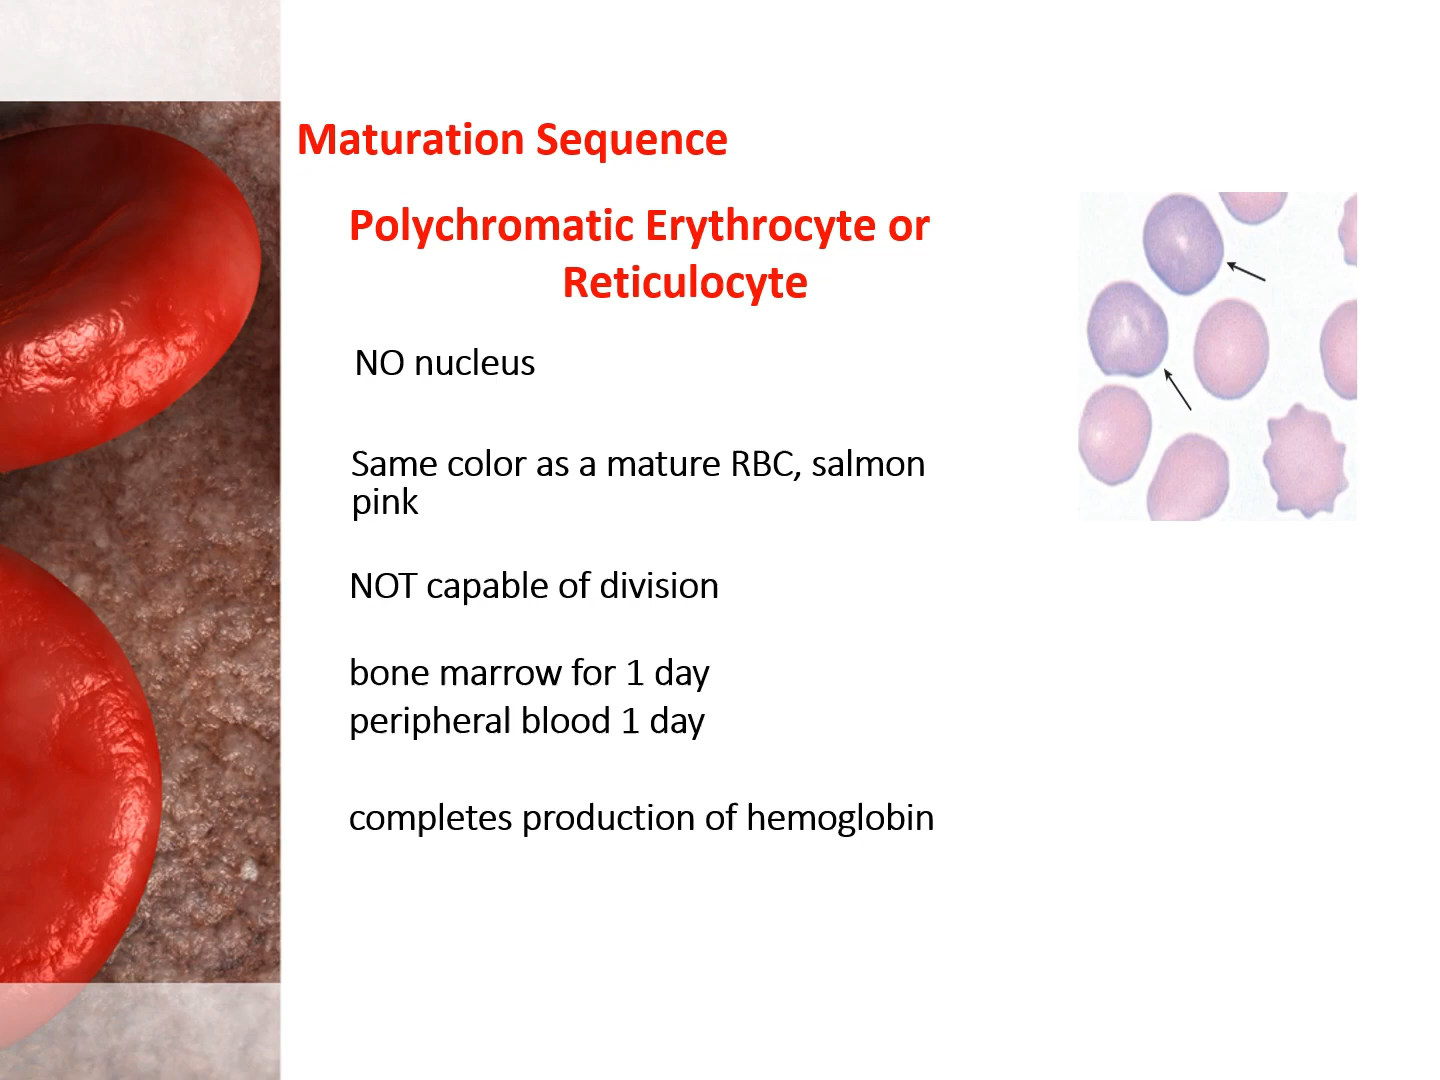 Maturation Sequence
Polychromatic Erythrocyte or
Reticulocyte
NO nucleus
Same color as a mature RBC, salmon
pink
NOT capable of division
bone marrow for 1 day
peripheral blood 1 day
completes production of hemoglobin